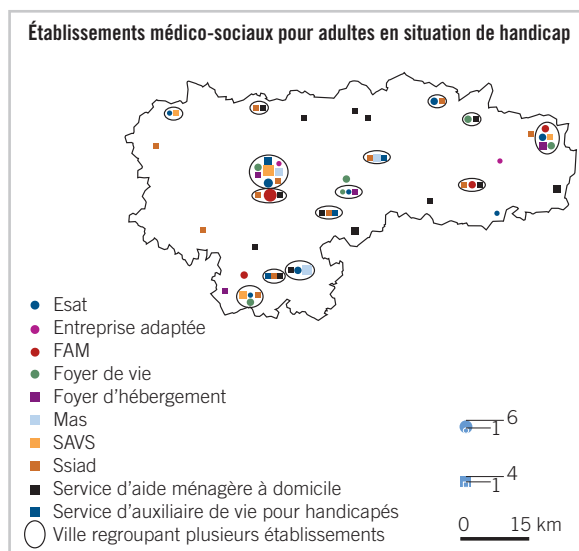 Établissements médico-sociaux pour adultes en situation de handicap
Esat
Entreprise adaptée
FAM
Foyer de vie
Foyer d'hébergement
Mas
SAVS
Ssiad
Service d'aide ménagère à domicile
Service d'auxiliaire de vie pour handicapés
Ville regroupant plusieurs établissements
6
1
4
1
0 15 km